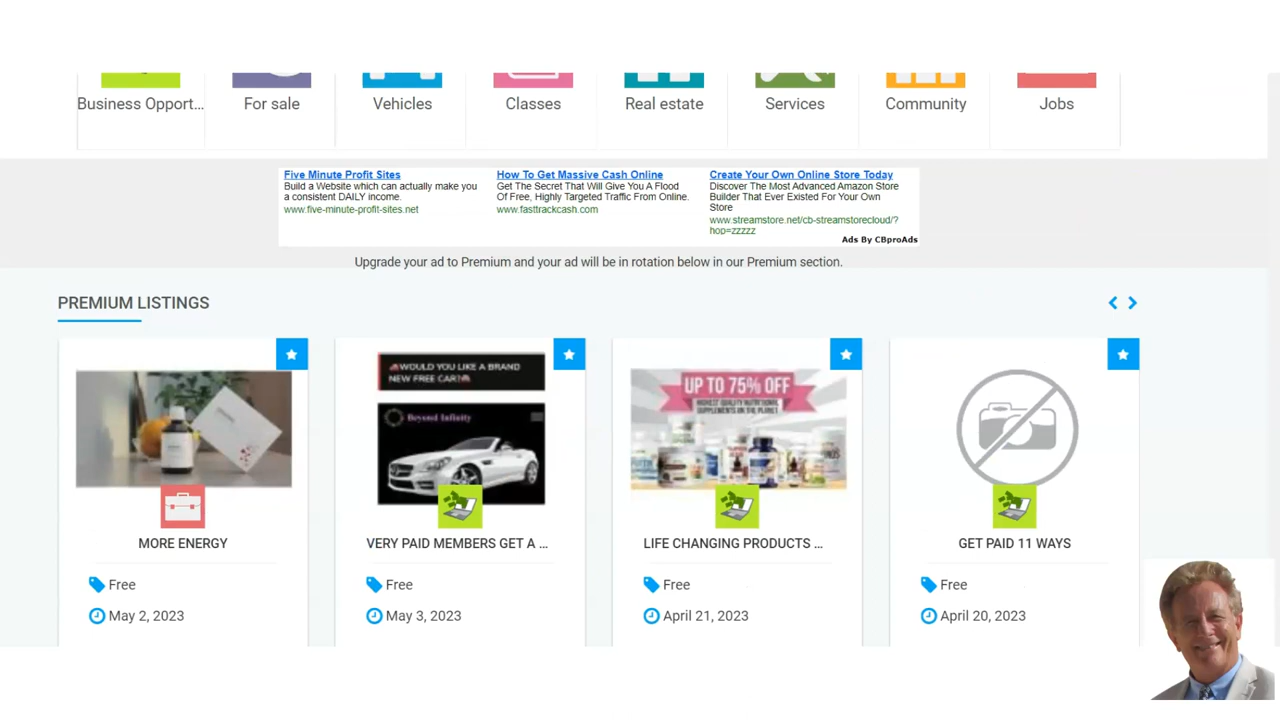 Business Opport... For sale Vehicles Classes Real estate Services Community Jobs
Five Minute Profit Sites
Build a Website which can actually make you
a consistent DAILY income.
www.five-minute-profit-sites.net
How To Get Massive Cash Online
Get The Secret That Will Give You A Flood
Of Free, Highly Targeted Traffic From Online.
www.fasttrackcash.com
Create Your Own Online Store Today
Discover The Most Advanced Amazon Store
Builder That Ever Existed For Your Own
Store
www.streamstore.net/cb-streamstorecloud/?
hop=zzzzz
Ads By CBproAds
Upgrade your ad to Premium and your ad will be in rotation below in our Premium section.
PREMIUM LISTINGS
MORE ENERGY
Free
May 2, 2023
WOULD YOU LIKE A BRAND
NEW FREE CAR?
Beyond Infinity
VERY PAID MEMBERS GET A ...
Free
May 3, 2023
UP TO 75% OFF
HIGHEST QUALITY NUTRITIONAL
LIFE CHANGING PRODUCTS ...
Free
April 21, 2023
GET PAID 11 WAYS
Free
April 20, 2023